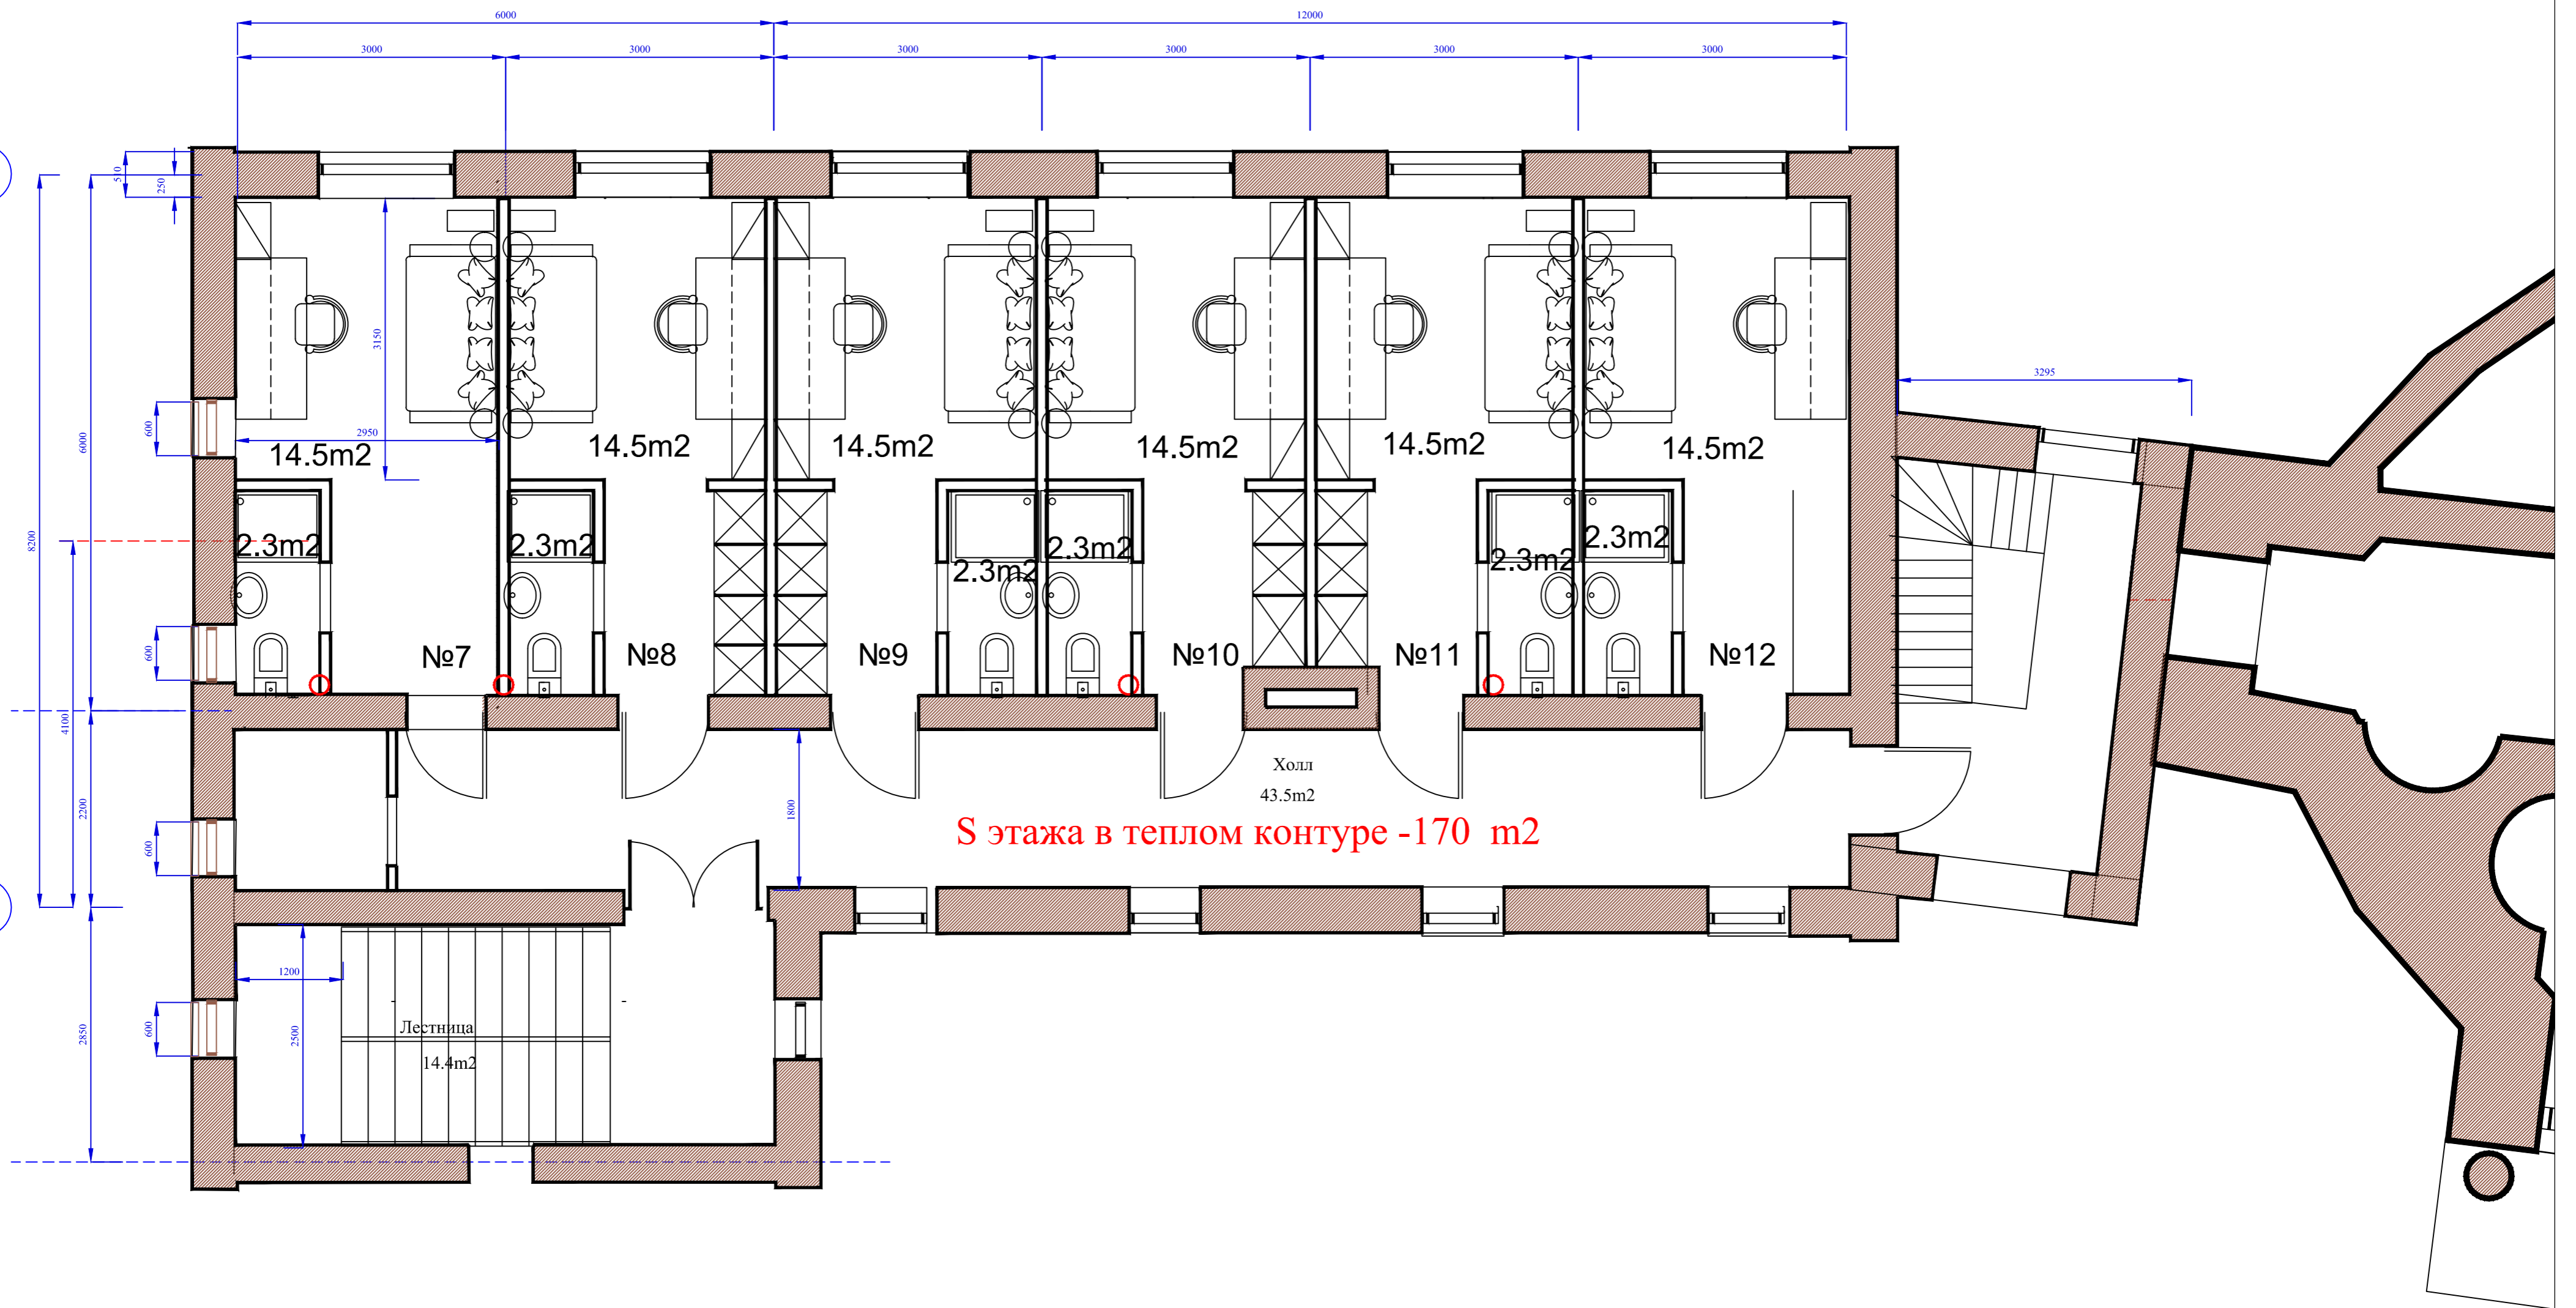 6000
12000
3000
3000
3000
3000
3000
3000
510
250
3150
3295
600
6000
2950
14.5m2
14.5m2
14.5m2
14.5m2
14.5m2
14.5m2
8200
2.3m2
2.3m2
2.3m2
2.3m2
2.3m2
2.3m2
600
№7
№8
№9
№10
№11
№12
4100
2200
1800
Холл
43.5m2
600
S этажа в теплом контуре -170 m2
1200
600
2850
2500
Лестница
14.4m2